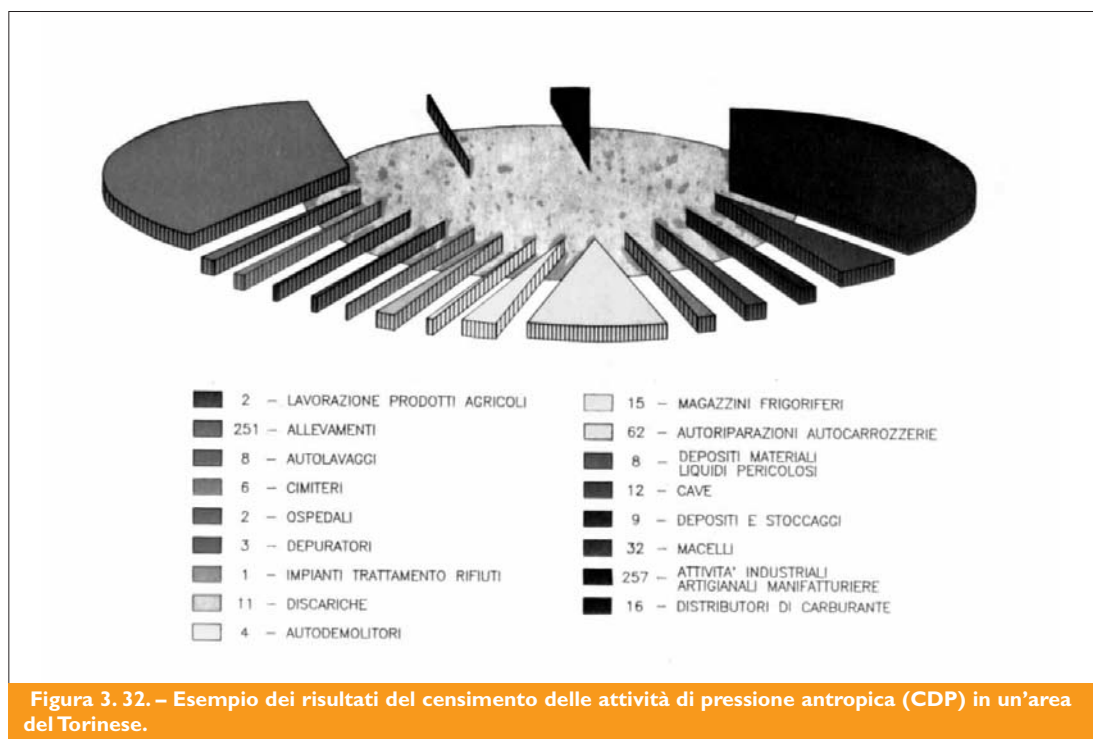 2 – LAVORAZIONE PRODOTTI AGRICOLI
251 – ALLEVAMENTI
8 – AUTOLAVAGGI
6 – CIMITERI
2 – OSPEDALI
3 – DEPURATORI
1 – IMPIANTI TRATTAMENTO RIFIUTI
11 – DISCARICHE
4 – AUTODEMOLITORI
15 – MAGAZZINI FRIGORIFERI
62 – AUTORIPARAZIONI AUTOCARROZZERIE
8 – DEPOSITI MATERIALI
LIQUIDI PERICOLOSI
12 – CAVE
9 – DEPOSITI E STOCCAGGI
32 – MACELLI
257 – ATTIVITA' INDUSTRIALI
ARTIGIANALI MANIFATTURIERE
16 – DISTRIBUTORI DI CARBURANTE
Figura 3. 32. – Esempio dei risultati del censimento delle attività di pressione antropica (CDP) in un'area
del Torinese.